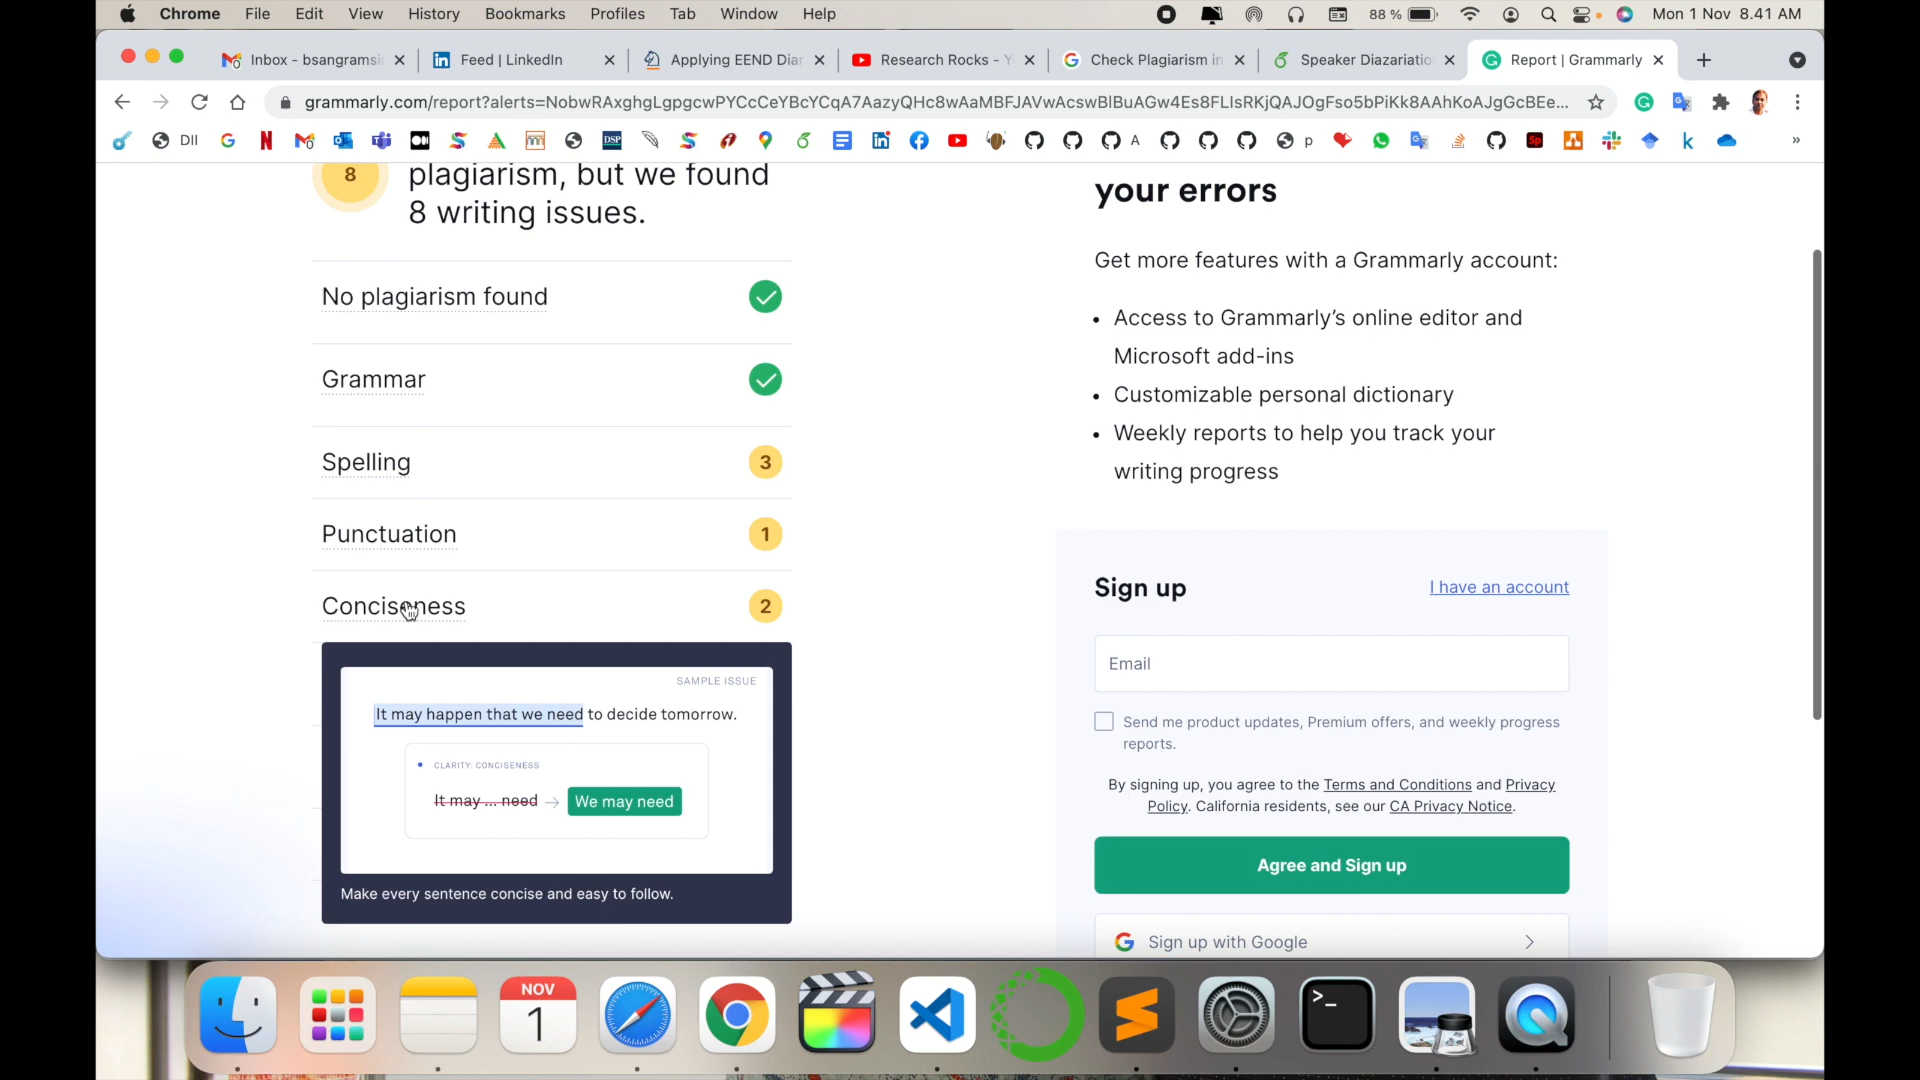 Chrome File Edit View History Bookmarks Profiles Tab Window Help 88 % Mon 1 Nov 8.41 AM
Inbox - bsangramsi Feed | LinkedIn Applying EEND Diar Research Rocks - Y Check Plagiarism in Speaker Diazariatio Report | Grammarly
DII DSP A p Sp k »
8
plagiarism, but we found
8 writing issues.
No plagiarism found
Grammar
Spelling 3
Punctuation 1
Conciseness 2
SAMPLE ISSUE
It may happen that we need to decide tomorrow.
CLARITY: CONCISENESS
It may ... need → We may need
Make every sentence concise and easy to follow.
your errors
Get more features with a Grammarly account:
• Access to Grammarly's online editor and
Microsoft add-ins
• Customizable personal dictionary
• Weekly reports to help you track your
writing progress
Sign up I have an account
Email
Send me product updates, Premium offers, and weekly progress
reports.
By signing up, you agree to the Terms and Conditions and Privacy
Policy. California residents, see our CA Privacy Notice.
Agree and Sign up
Sign up with Google
NOV
1